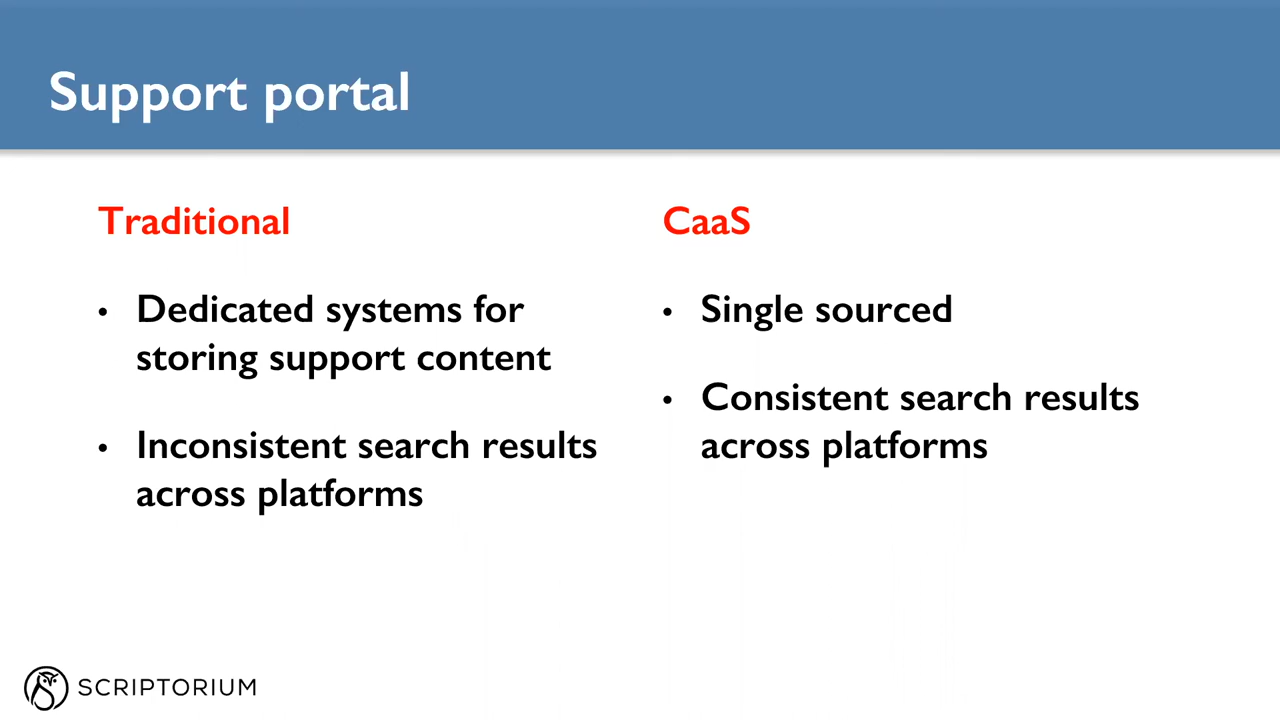 Support portal
Traditional
• Dedicated systems for
storing support content
• Inconsistent search results
across platforms
CaaS
• Single sourced
• Consistent search results
across platforms
SCRIPTORIUM